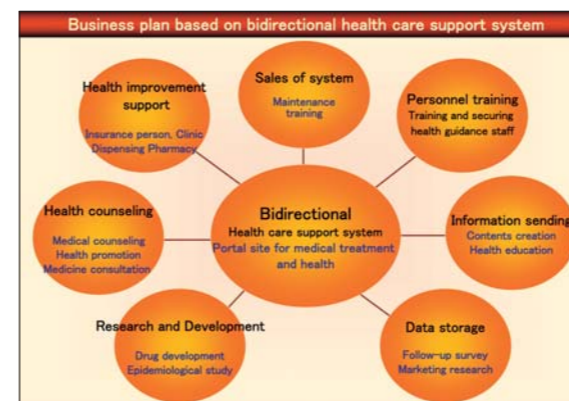 Business plan based on bidirectional health care support system
Sales of system
Maintenance
training
Health improvement
support
Insurance person, Clinic
Dispensing Pharmacy
Personnel training
Training and securing
health guidance staff
Health counseling
Medical counseling
Health promotion
Medicine consultation
Bidirectional
Health care support system
Portal site for medical treatment
and health
Information sending
Contents creation
Health education
Research and Development
Drug development
Epidemiological study
Data storage
Follow-up survey
Marketing research